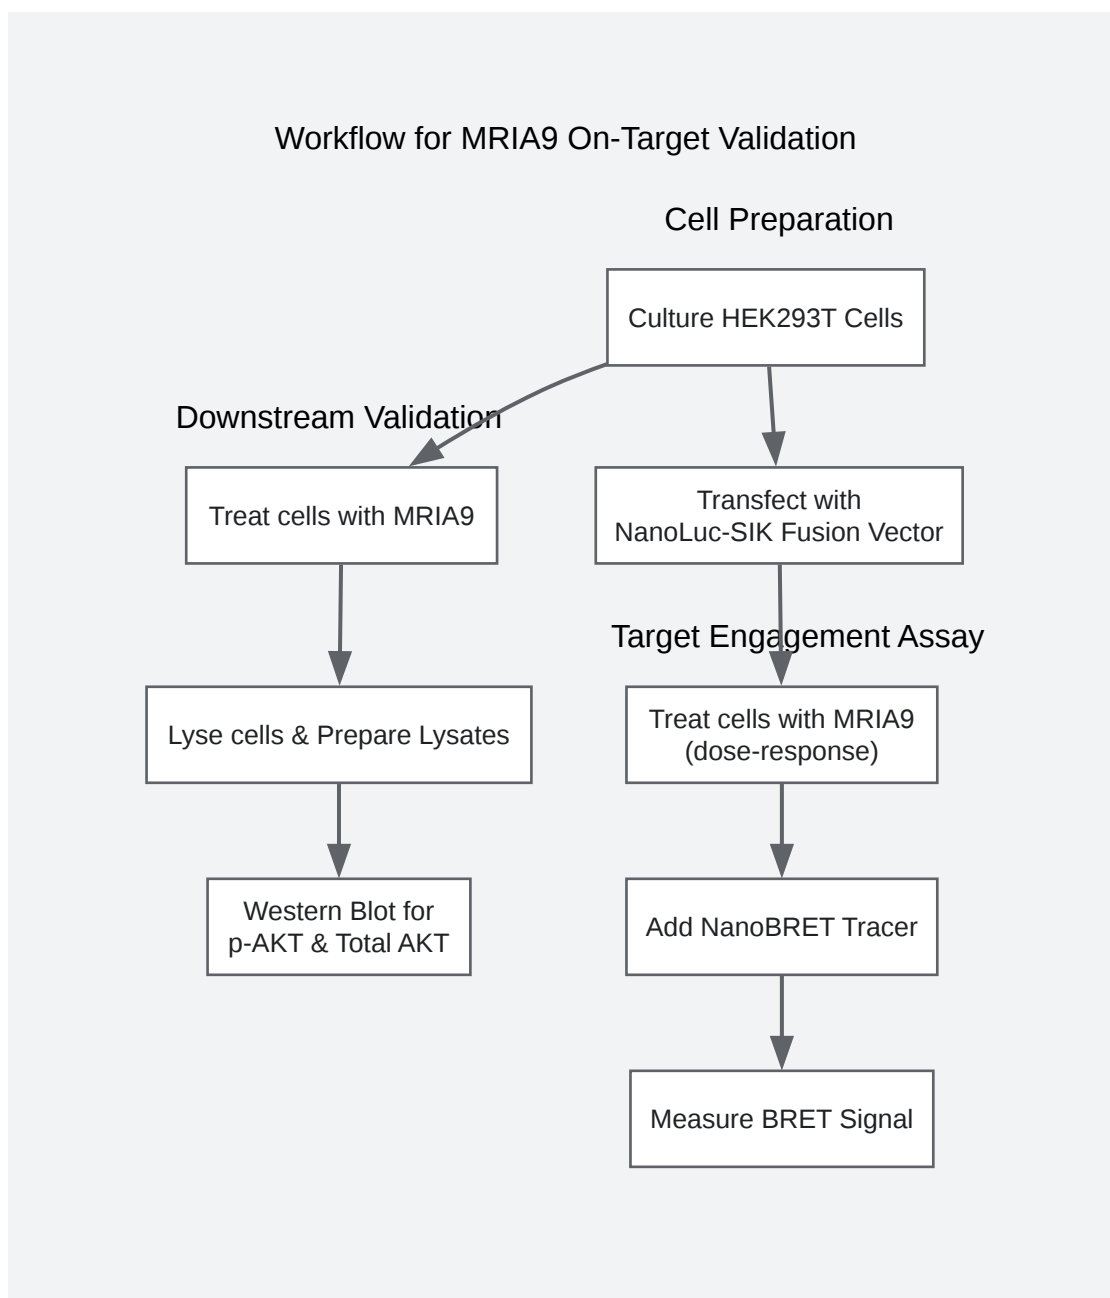 Workflow for MRIA9 On-Target Validation
Cell Preparation
Culture HEK293T Cells
Downstream Validation
Treat cells with MRIA9
Transfect with
NanoLuc-SIK Fusion Vector
Target Engagement Assay
Lyse cells & Prepare Lysates
Treat cells with MRIA9
(dose-response)
Western Blot for
p-AKT & Total AKT
Add NanoBRET Tracer
Measure BRET Signal